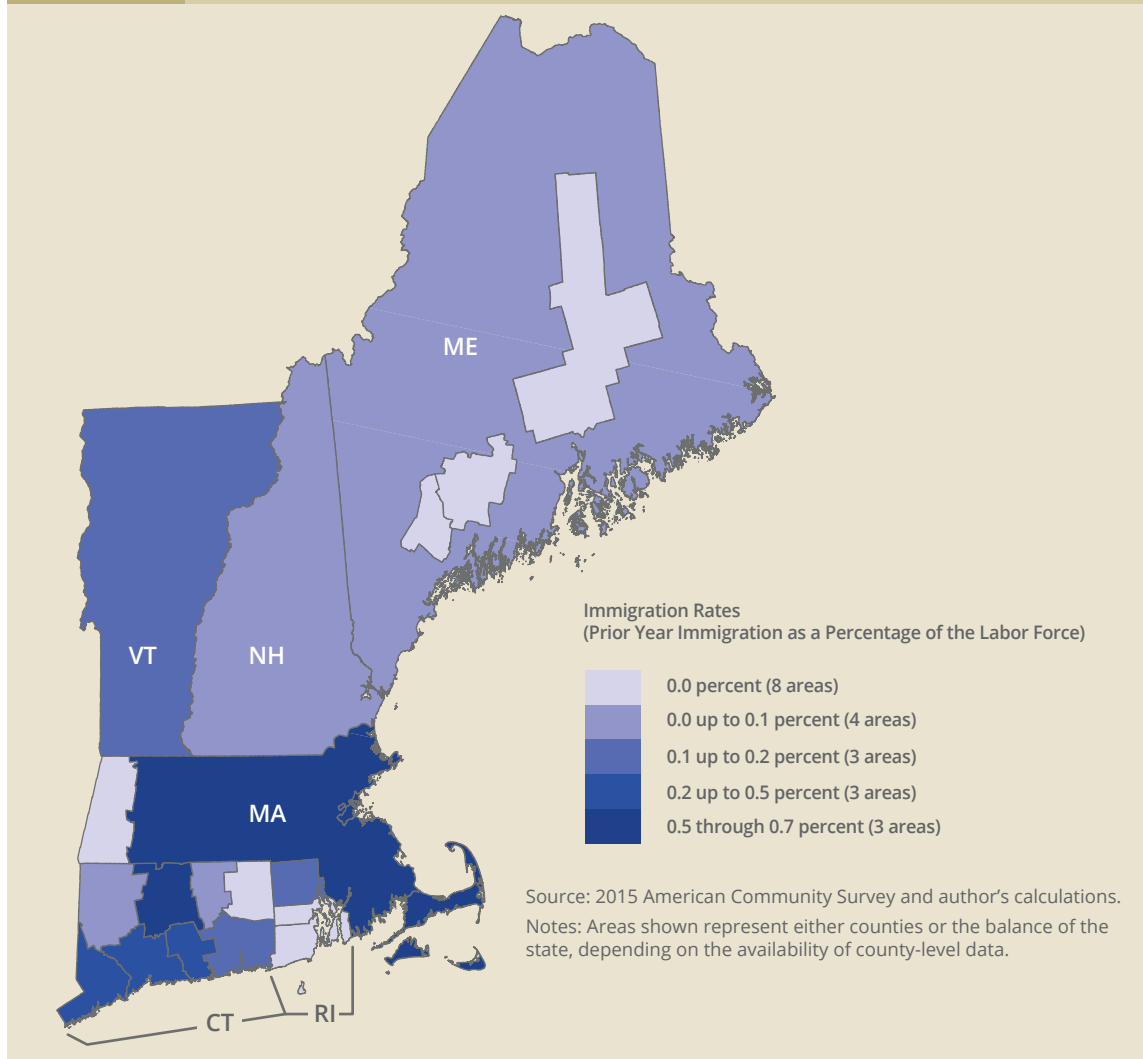 ME
VT
NH
MA
CT
RI
Immigration Rates
(Prior Year Immigration as a Percentage of the Labor Force)
0.0 percent (8 areas)
0.0 up to 0.1 percent (4 areas)
0.1 up to 0.2 percent (3 areas)
0.2 up to 0.5 percent (3 areas)
0.5 through 0.7 percent (3 areas)
Source: 2015 American Community Survey and author’s calculations.
Notes: Areas shown represent either counties or the balance of the
state, depending on the availability of county-level data.